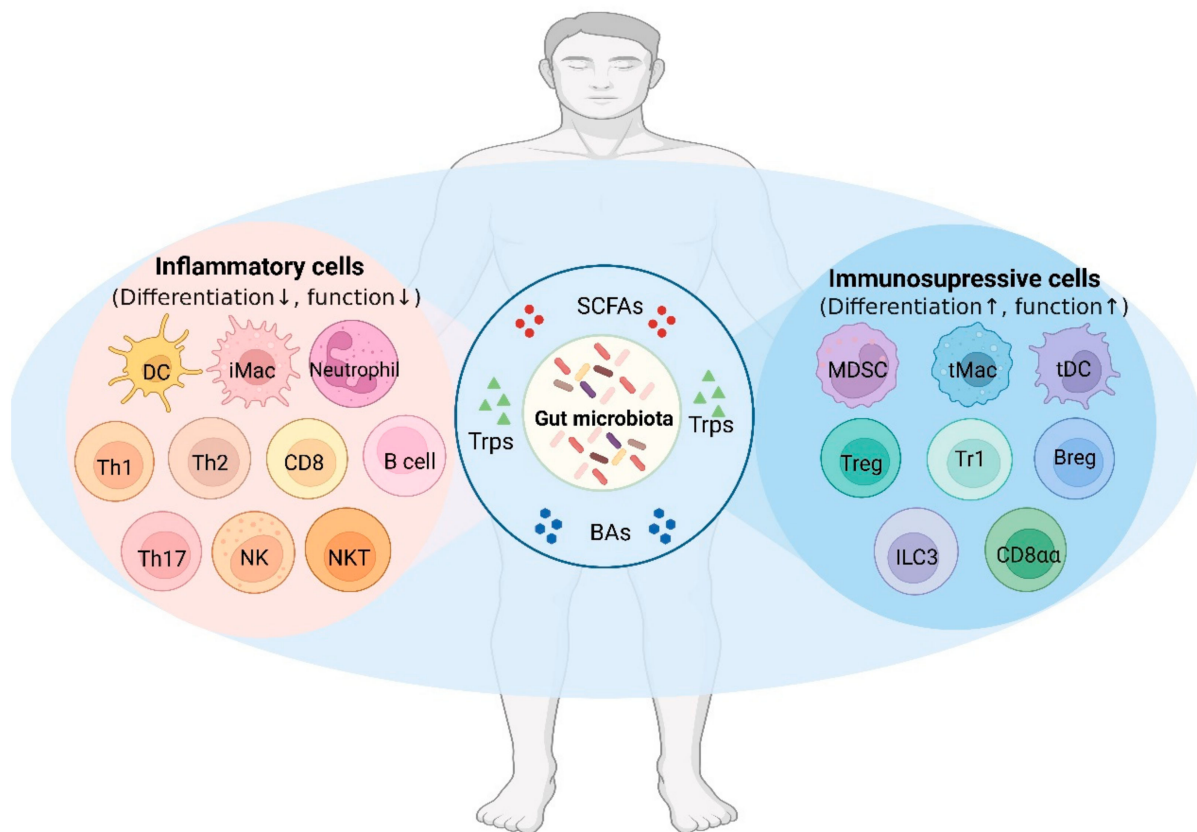 Inflammatory cells
(Differentiation↓, function↓)
DC
iMac
Neutrophil
Th1
Th2
CD8
B cell
Th17
NK
NKT
SCFAs
Trps
Gut microbiota
Trps
BAs
Immunosupressive cells
(Differentiation↑, function↑)
MDSC
tMac
tDC
Treg
Tr1
Breg
ILC3
CD8αα